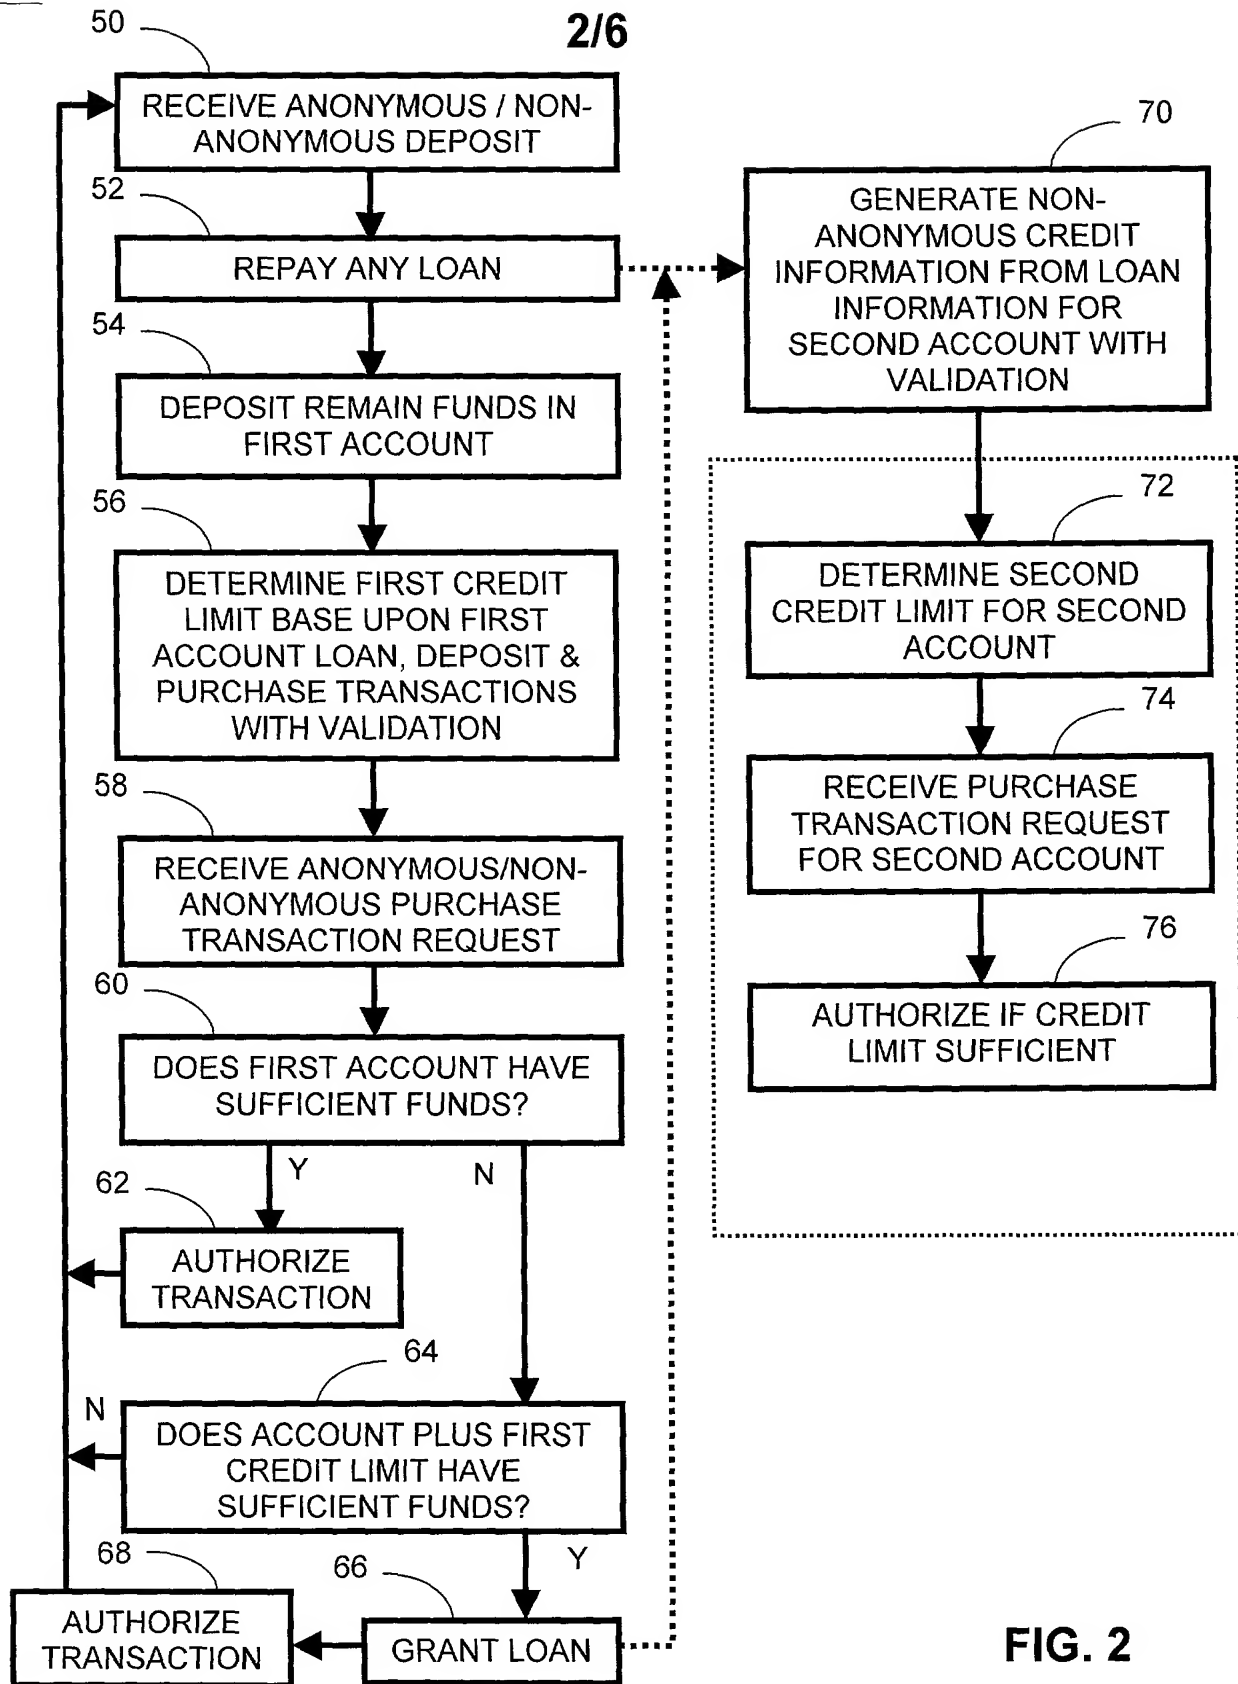 2/6
50
RECEIVE ANONYMOUS / NON-
ANONYMOUS DEPOSIT
52
REPAY ANY LOAN
54
DEPOSIT REMAIN FUNDS IN
FIRST ACCOUNT
56
DETERMINE FIRST CREDIT
LIMIT BASE UPON FIRST
ACCOUNT LOAN, DEPOSIT &
PURCHASE TRANSACTIONS
WITH VALIDATION
58
RECEIVE ANONYMOUS/NON-
ANONYMOUS PURCHASE
TRANSACTION REQUEST
60
DOES FIRST ACCOUNT HAVE
SUFFICIENT FUNDS?
Y
N
62
AUTHORIZE
TRANSACTION
64
N
DOES ACCOUNT PLUS FIRST
CREDIT LIMIT HAVE
SUFFICIENT FUNDS?
Y
66
GRANT LOAN
68
AUTHORIZE
TRANSACTION
70
GENERATE NON-
ANONYMOUS CREDIT
INFORMATION FROM LOAN
INFORMATION FOR
SECOND ACCOUNT WITH
VALIDATION
72
DETERMINE SECOND
CREDIT LIMIT FOR SECOND
ACCOUNT
74
RECEIVE PURCHASE
TRANSACTION REQUEST
FOR SECOND ACCOUNT
76
AUTHORIZE IF CREDIT
LIMIT SUFFICIENT
FIG. 2